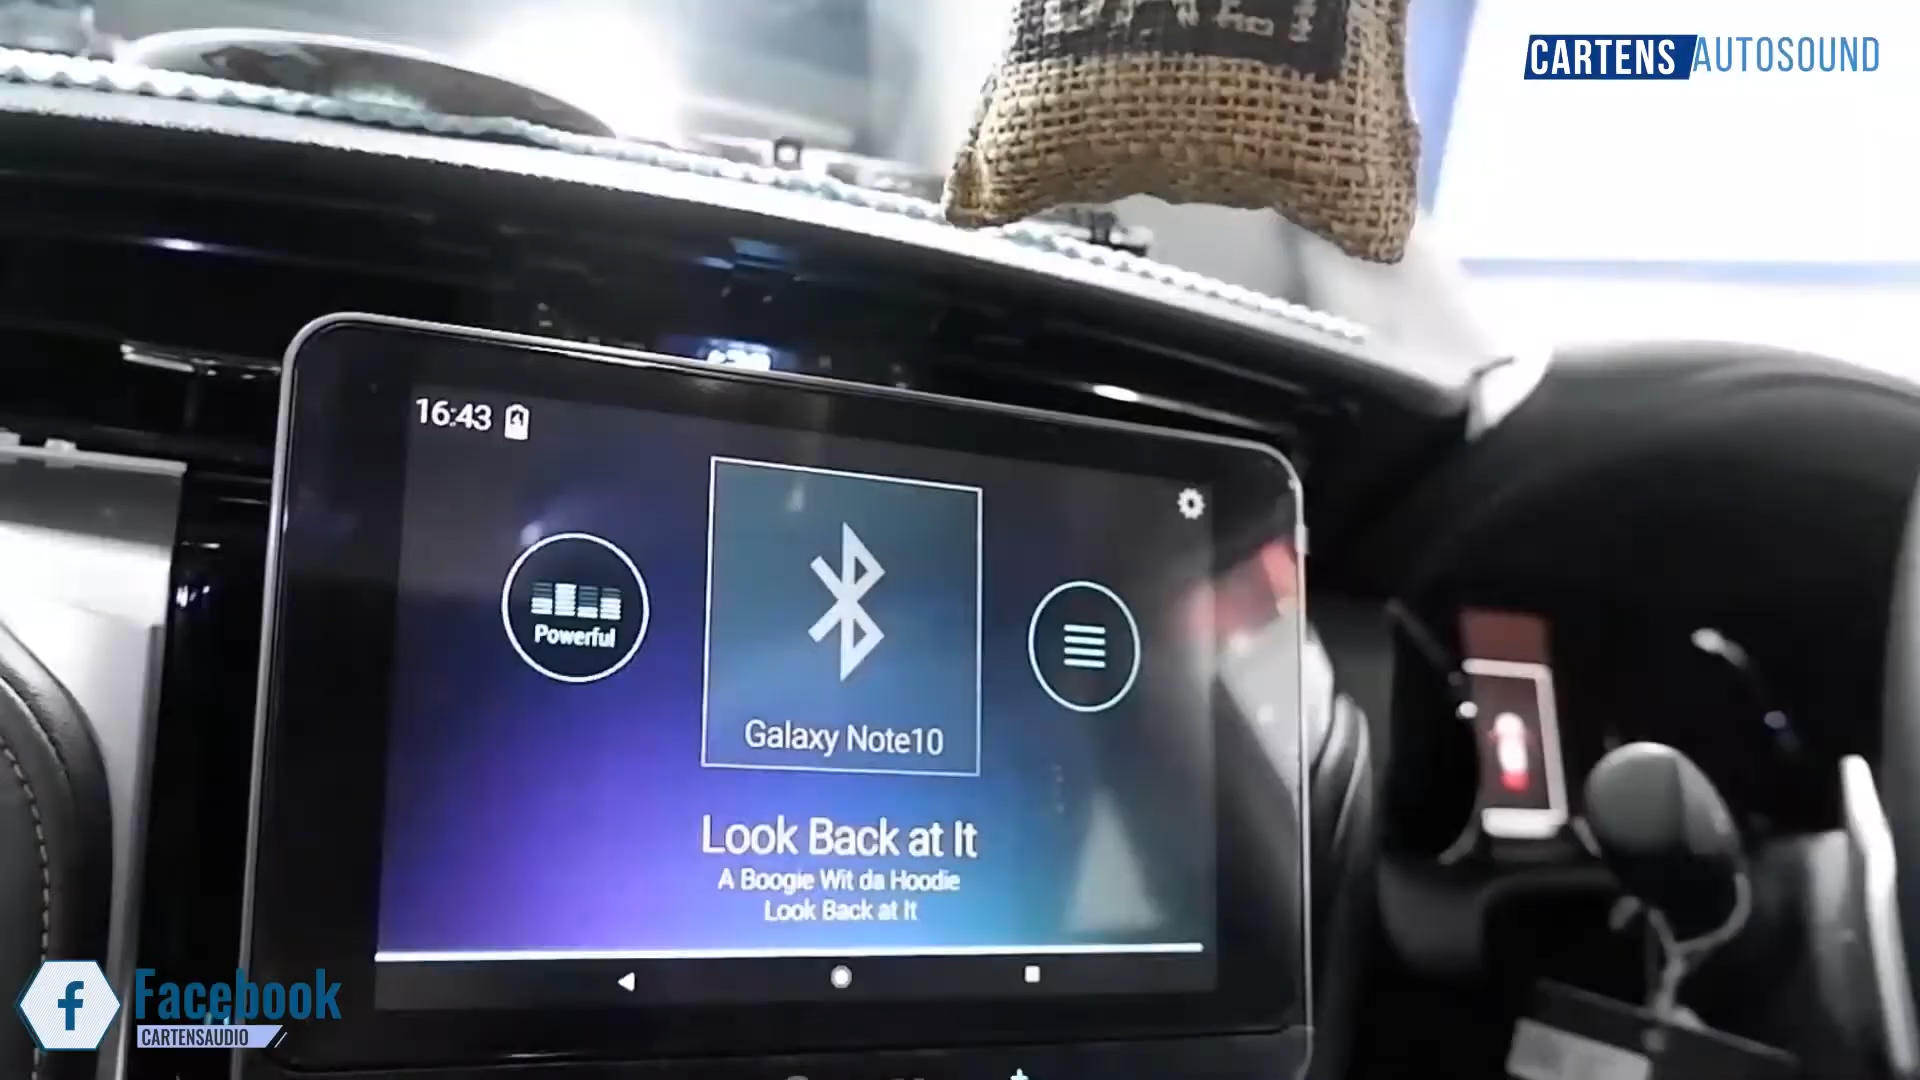 CARTENS AUTOSOUND
16:43
Powerful
Galaxy Note10
Look Back at It
A Boogie Wit da Hoodie
Look Back at It
Facebook
CARTENSAUDIO